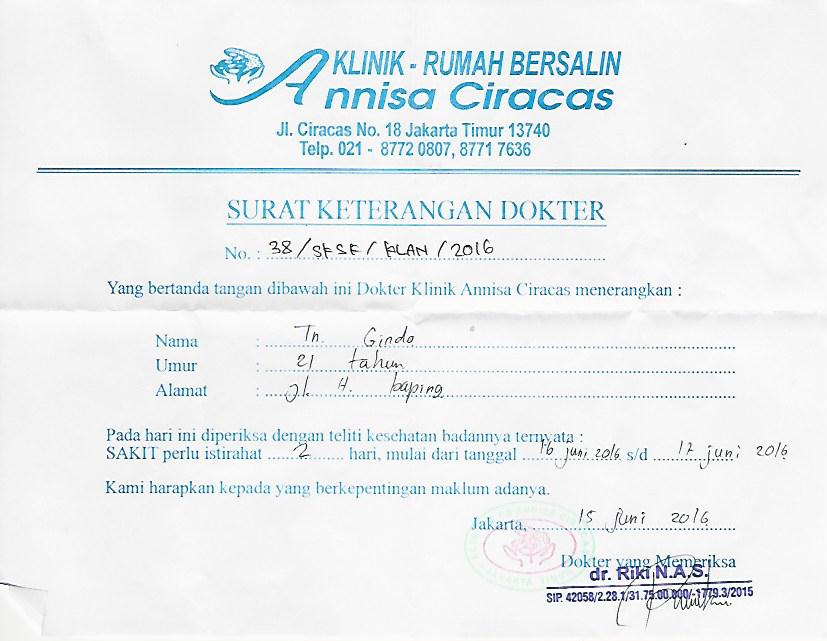 KLINIK - RUMAH BERSALIN
Annisa Ciracas
Jl. Ciracas No. 18 Jakarta Timur 13740
Telp. 021 - 8772 0807, 8771 7636
SURAT KETERANGAN DOKTER
No. : 38/SKSK/KLAN/2016
Yang bertanda tangan dibawah ini Dokter Klinik Annisa Ciracas menerangkan :
Nama : Tn. Gindo
Umur : 21 tahun
Alamat : Jl. H. baping
Pada hari ini diperiksa dengan teliti kesehatan badannya ternyata :
SAKIT perlu istirahat 2 hari, mulai dari tanggal 16 juni 2016 s/d 17 juni 2016
Kami harapkan kepada yang berkepentingan maklum adanya.
Jakarta, 15 juni 2016
Dokter yang Memeriksa
dr. Riki N.A.S.
SIP. 42058/2.28.1/31.75.00.000/-1779.3/2015